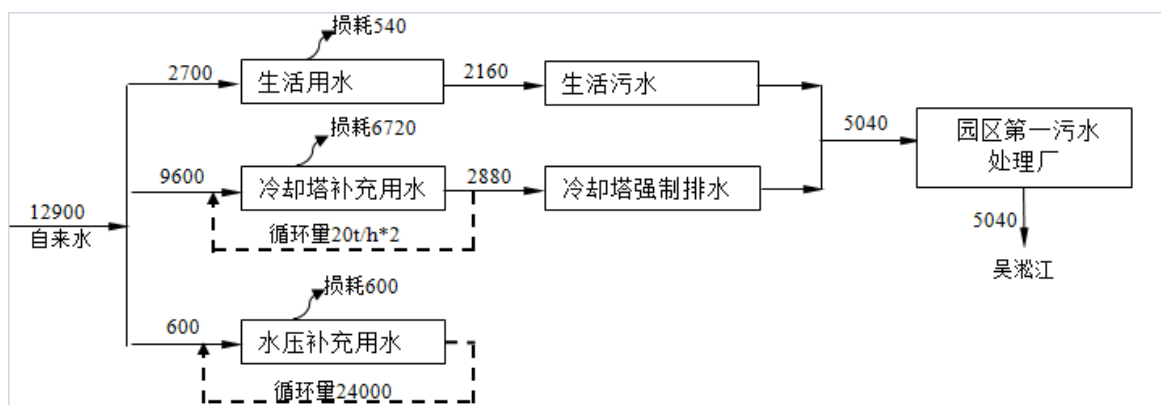 损耗540
2700
生活用水
2160
生活污水
5040
园区第一污水
处理厂
损耗6720
9600
冷却塔补充用水
2880
冷却塔强制排水
12900
自来水
循环量20t/h*2
5040
吴淞江
损耗600
600
水压补充用水
循环量24000